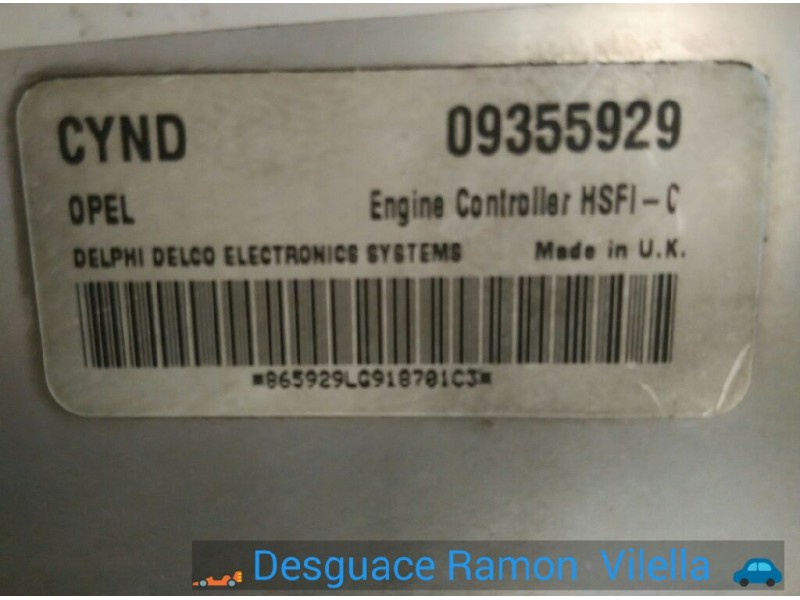 CYND 09355929
OPEL Engine Controller HSFI-C
DELPHI DELCO ELECTRONICS SYSTEMS Made in U.K.
*865929LG918701C3*
Desguace Ramon Vilella